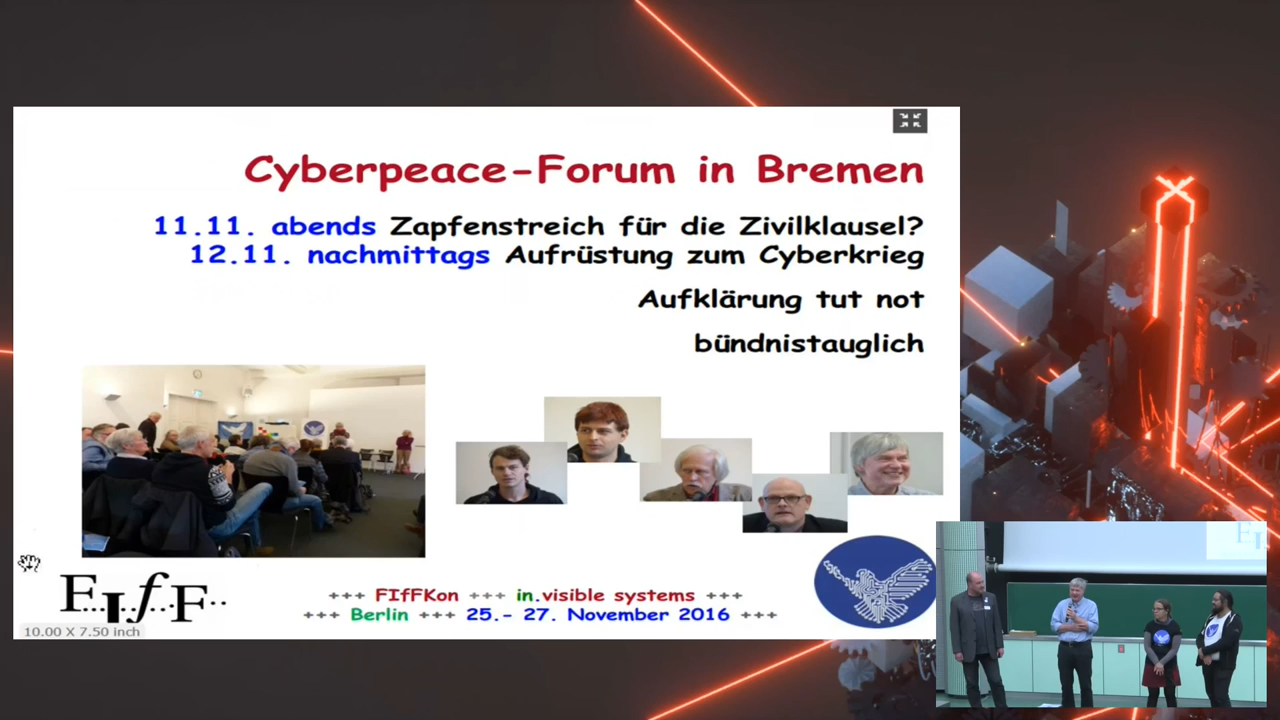 Cyberpeace-Forum in Bremen
11.11. abends Zapfenstreich für die Zivilklausel?
12.11. nachmittags Aufrüstung zum Cyberkrieg
Aufklärung tut not
bündnistauglich
F..I..f..F..
+++ FIfFKon +++ in.visible systems +++
+++ Berlin +++ 25.- 27. November 2016 +++
10.00 X 7.50 inch